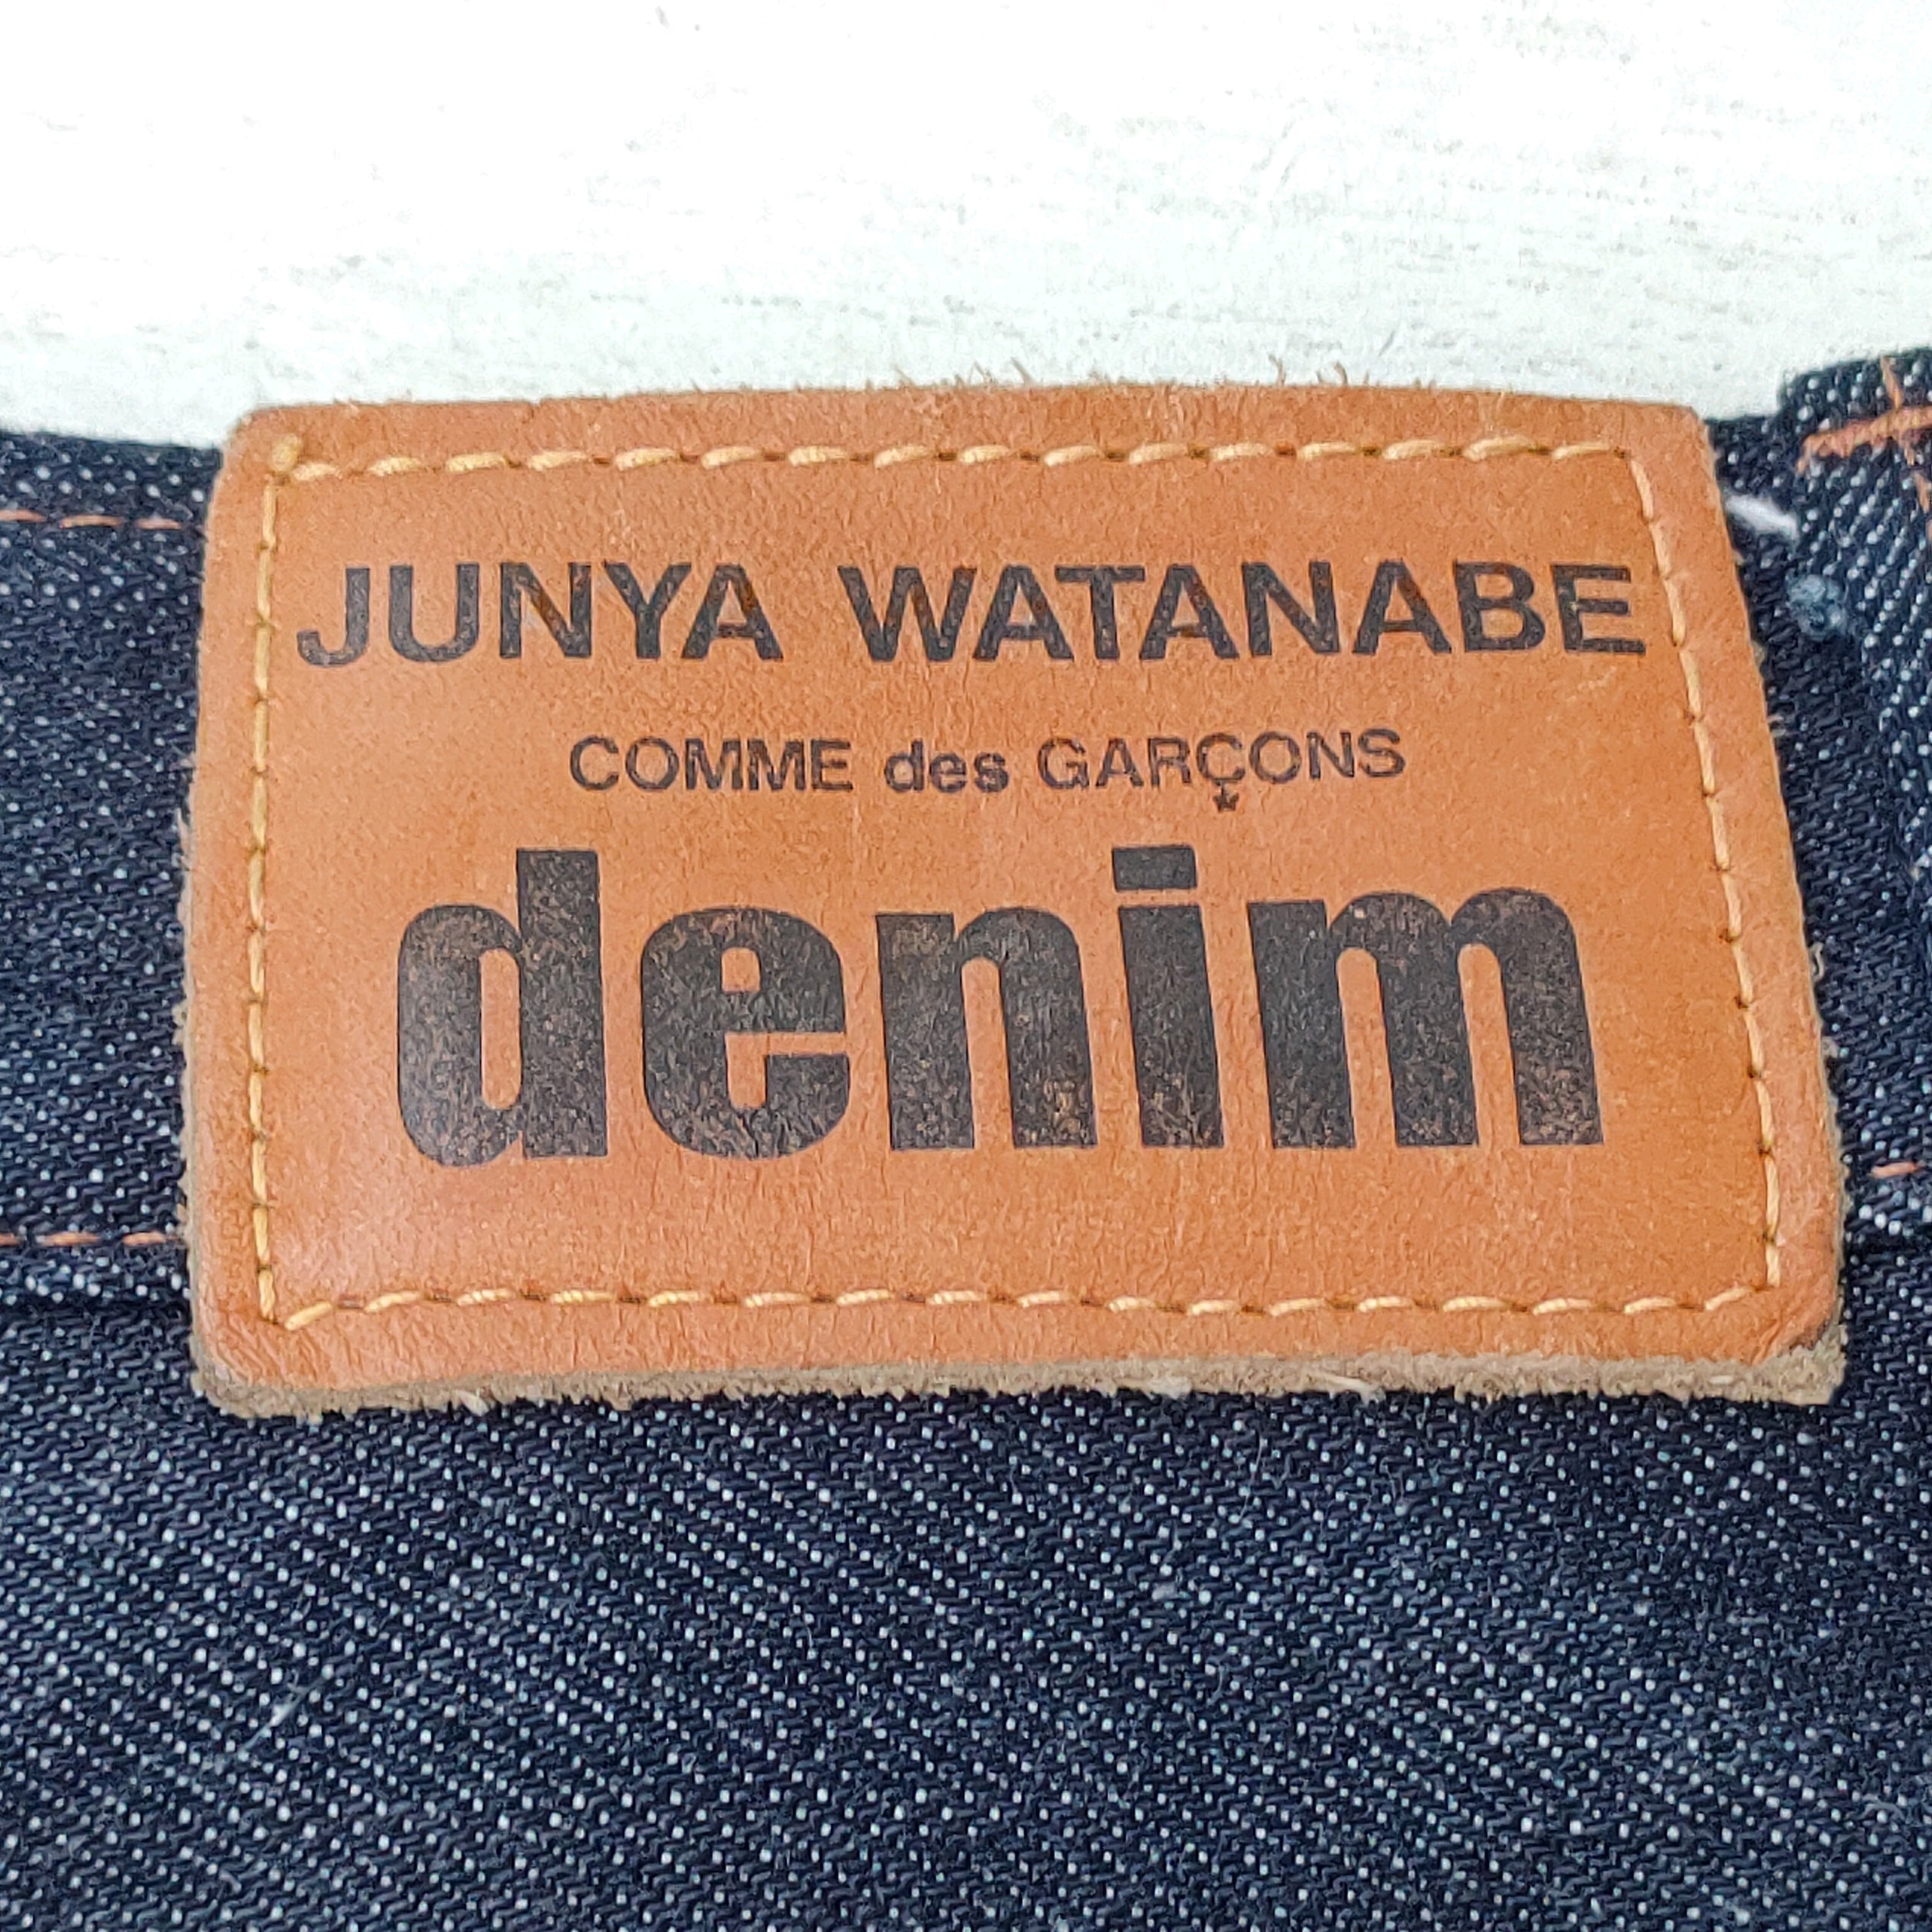 JUNYA WATANABE
COMME des GARÇONS
denim